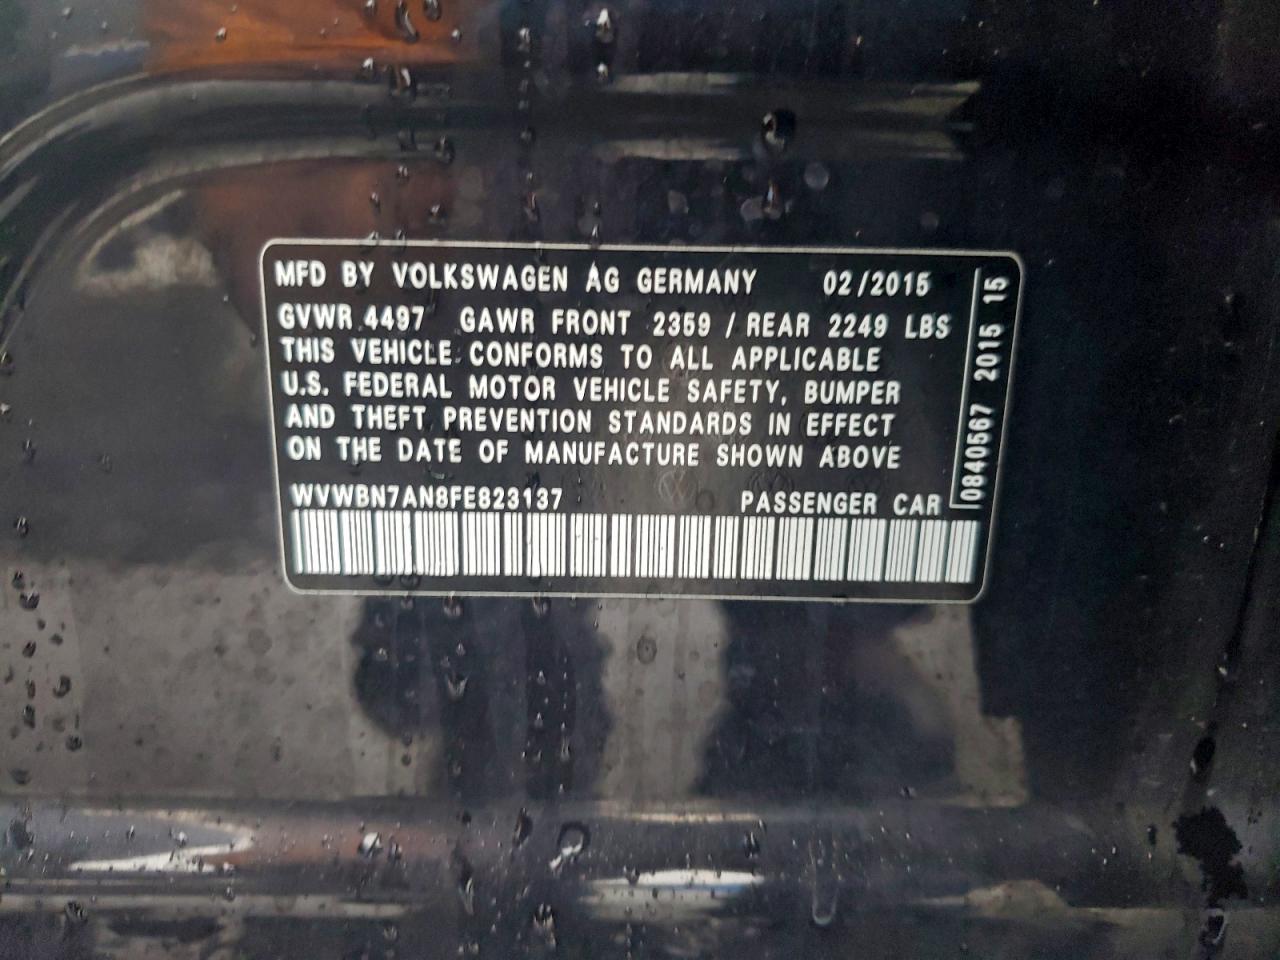 MFD BY VOLKSWAGEN AG GERMANY 02/2015
GVWR 4497 GAWR FRONT 2359 / REAR 2249 LBS
THIS VEHICLE CONFORMS TO ALL APPLICABLE
U.S. FEDERAL MOTOR VEHICLE SAFETY, BUMPER
AND THEFT PREVENTION STANDARDS IN EFFECT
ON THE DATE OF MANUFACTURE SHOWN ABOVE
WVWBN7AN8FE823137 PASSENGER CAR
0840567 2015 15